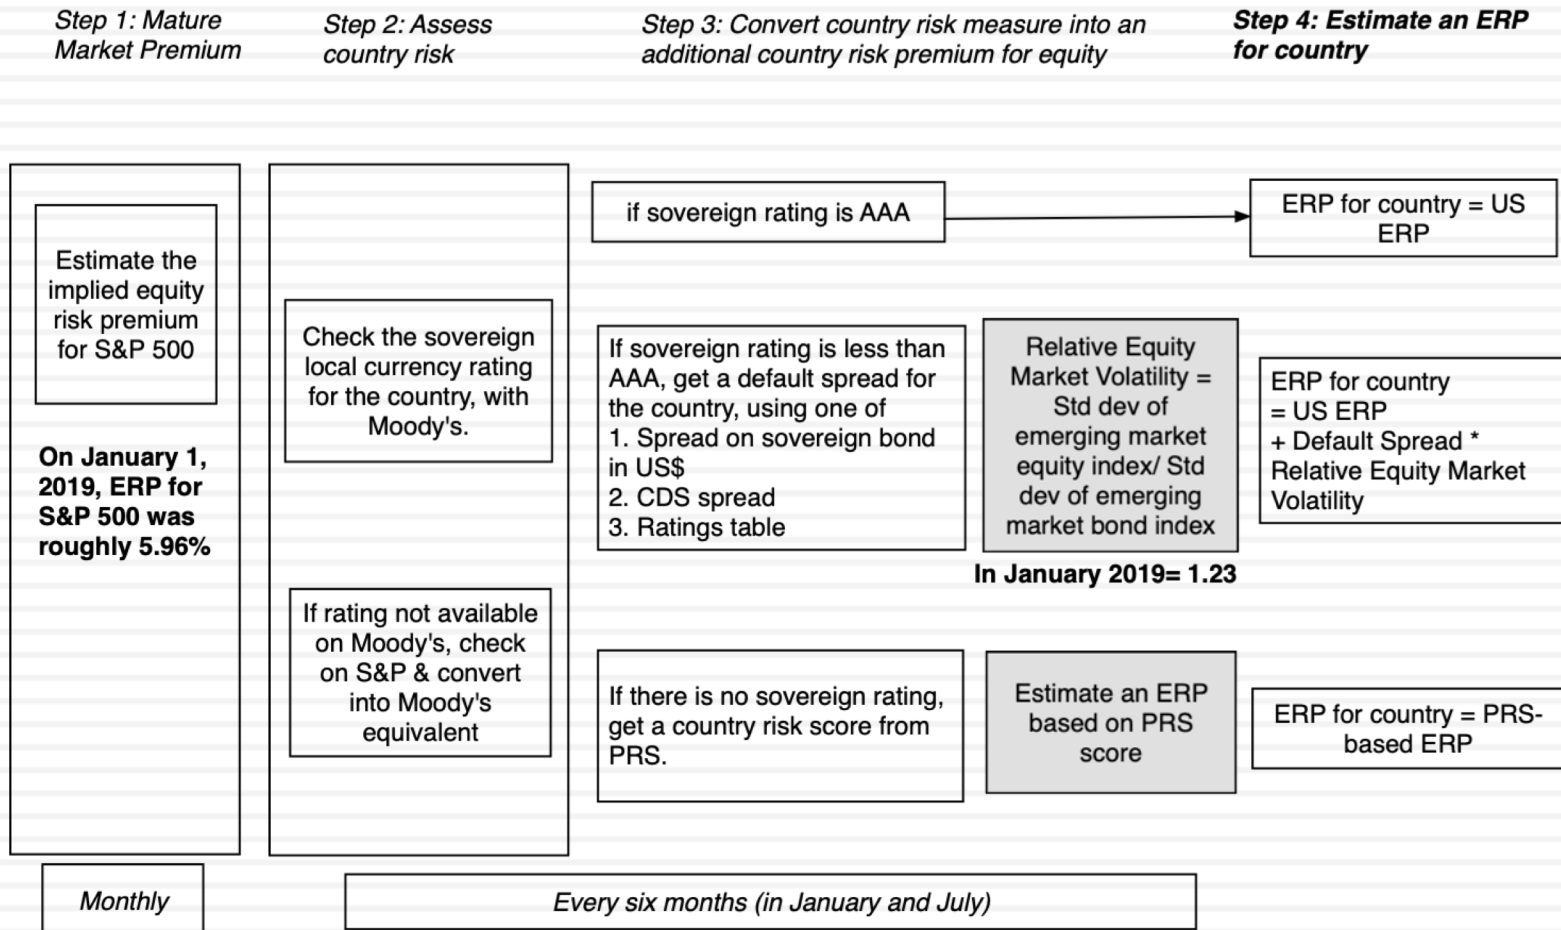 Step 1: Mature
Market Premium
Step 2: Assess
country risk
Step 3: Convert country risk measure into an
additional country risk premium for equity
Step 4: Estimate an ERP
for country
Estimate the
implied equity
risk premium
for S&P 500
On January 1,
2019, ERP for
S&P 500 was
roughly 5.96%
Check the sovereign
local currency rating
for the country, with
Moody's.
If rating not available
on Moody's, check
on S&P & convert
into Moody's
equivalent
if sovereign rating is AAA
ERP for country = US
ERP
If sovereign rating is less than
AAA, get a default spread for
the country, using one of
1. Spread on sovereign bond
in US$
2. CDS spread
3. Ratings table
Relative Equity
Market Volatility =
Std dev of
emerging market
equity index/ Std
dev of emerging
market bond index
In January 2019= 1.23
ERP for country
= US ERP
+ Default Spread *
Relative Equity Market
Volatility
If there is no sovereign rating,
get a country risk score from
PRS.
Estimate an ERP
based on PRS
score
ERP for country = PRS-
based ERP
Monthly
Every six months (in January and July)